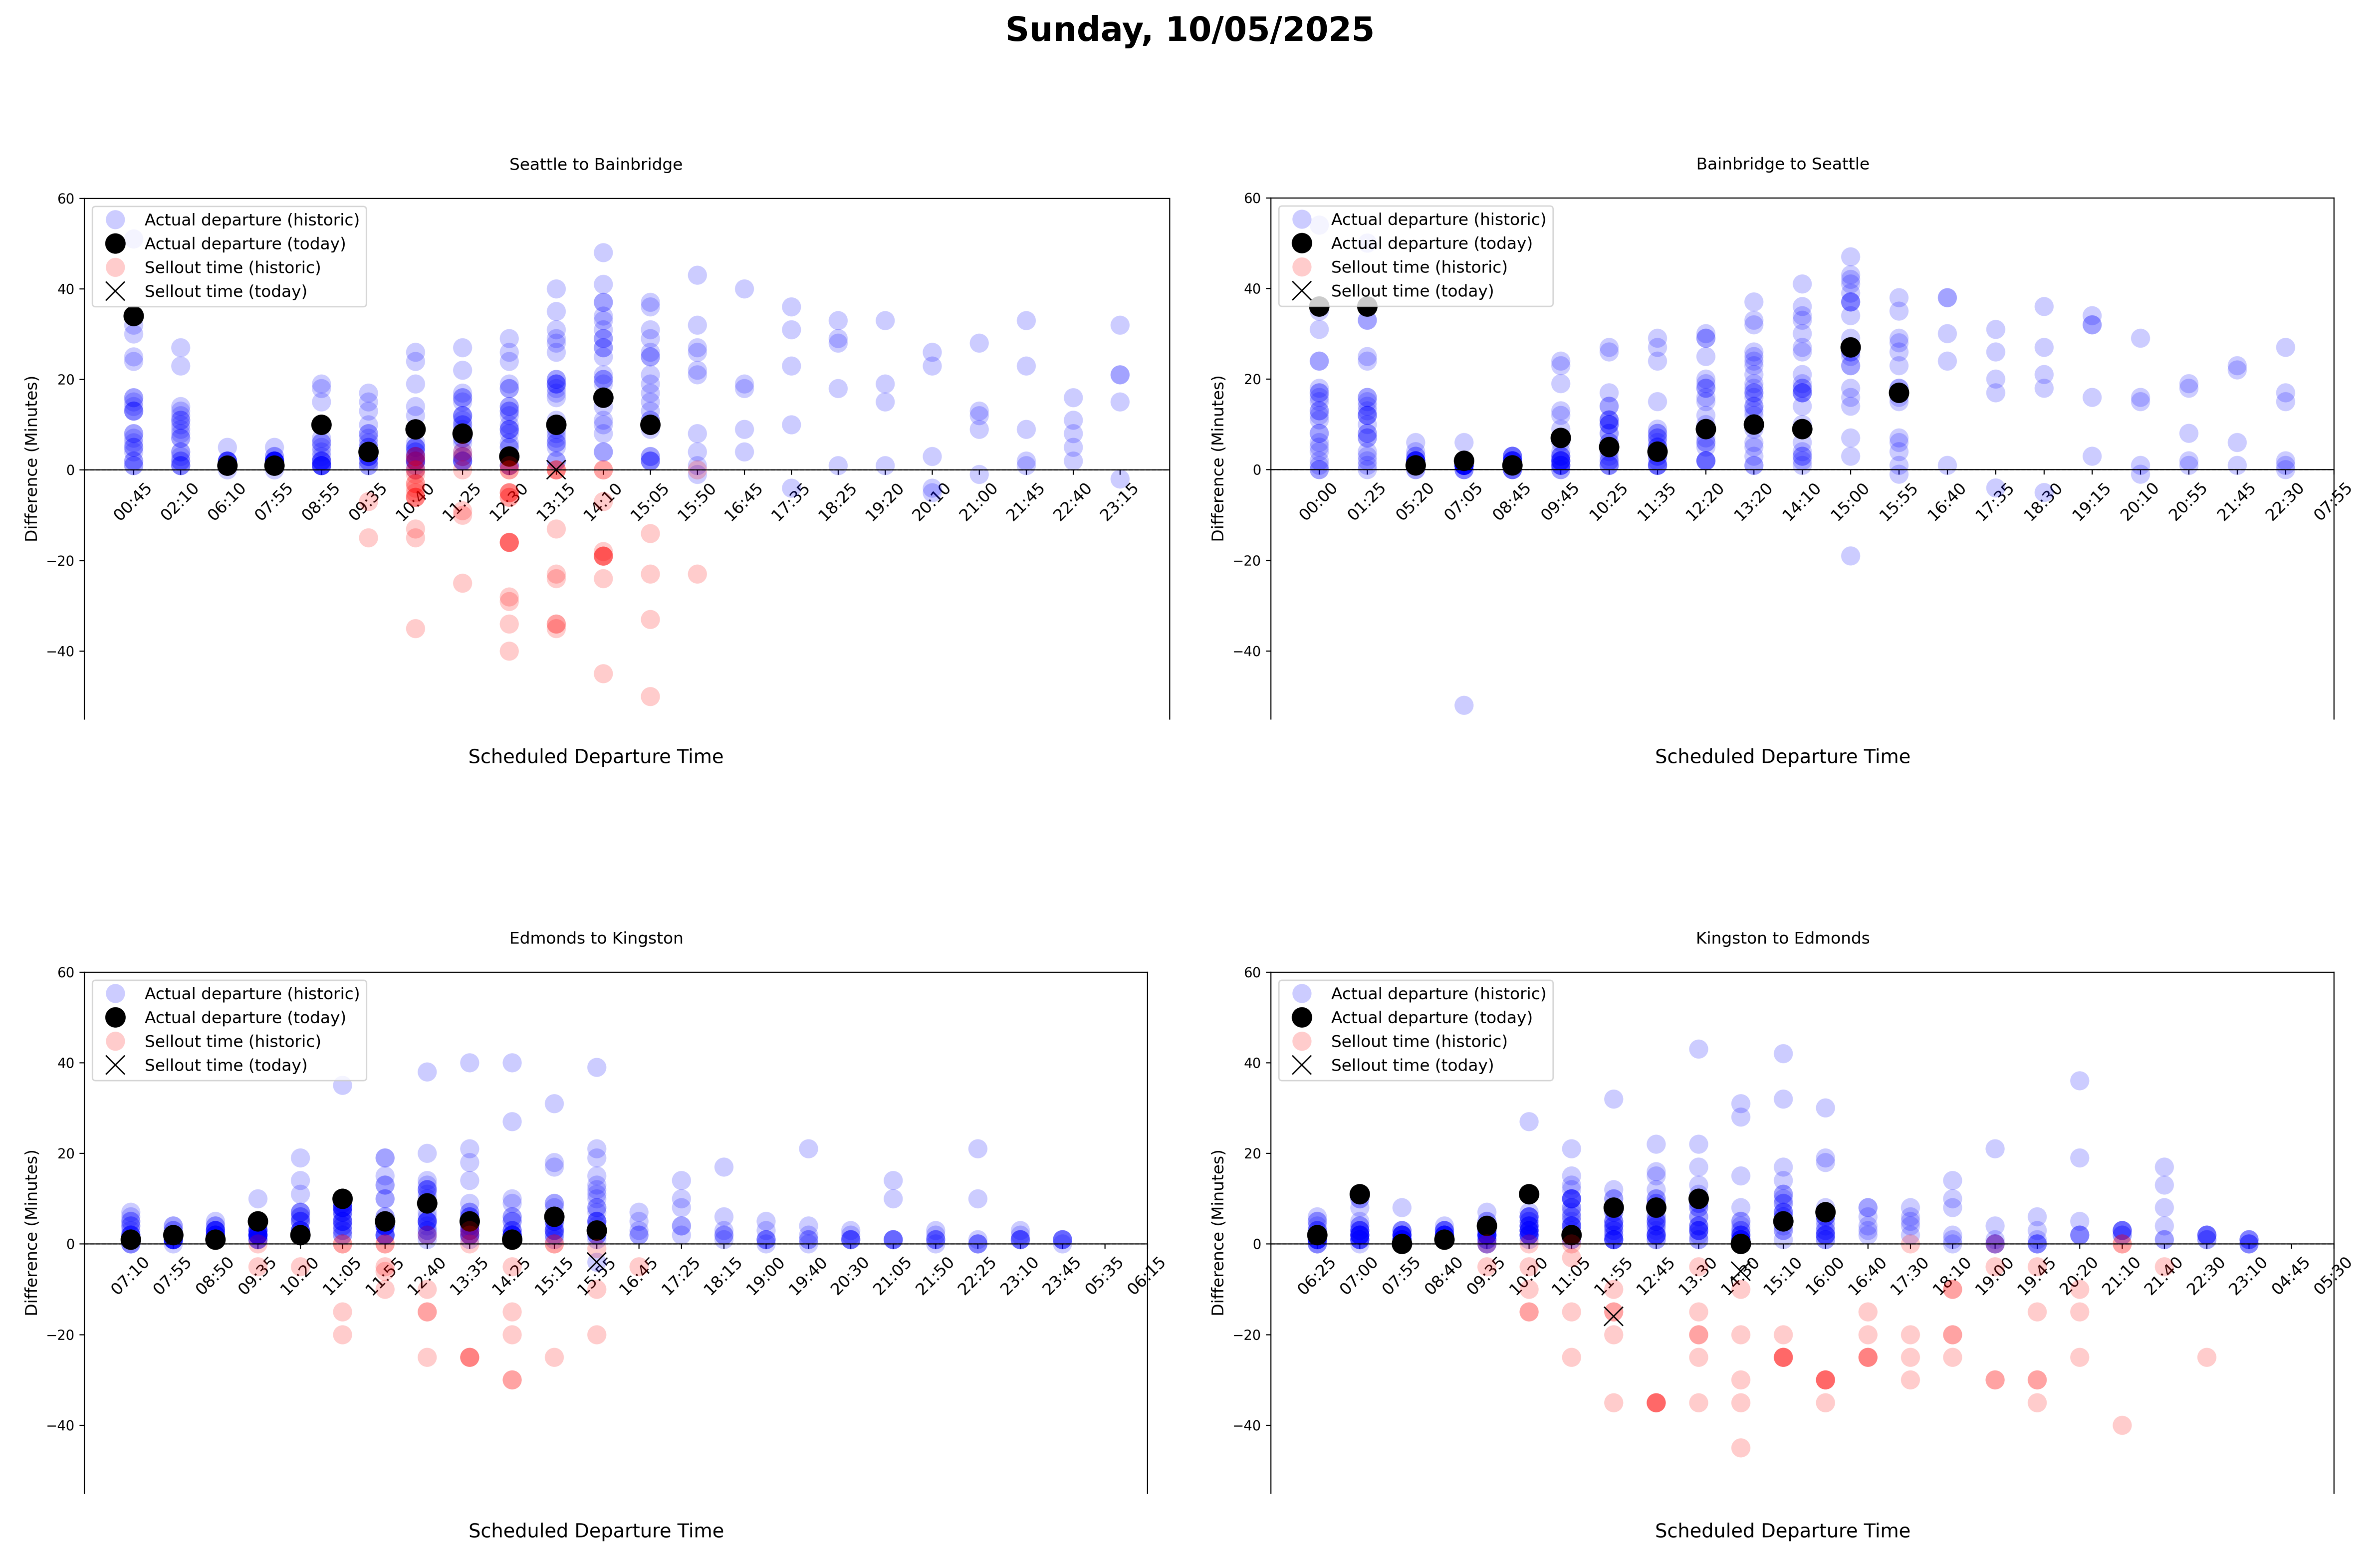 Sunday, 10/05/2025
Seattle to Bainbridge
60
40
20
0
−20
−40
Difference (Minutes)
Actual departure (historic)
Actual departure (today)
Sellout time (historic)
Sellout time (today)
00:45 02:10 06:10 07:55 08:55 09:35 10:40 11:25 12:30 13:15 14:10 15:05 15:50 16:45 17:35 18:25 19:20 20:10 21:00 21:45 22:40 23:15
Scheduled Departure Time
Bainbridge to Seattle
60
40
20
0
−20
−40
Difference (Minutes)
Actual departure (historic)
Actual departure (today)
Sellout time (historic)
Sellout time (today)
00:00 01:25 05:20 07:05 08:45 09:45 10:25 11:35 12:20 13:20 14:10 15:00 15:55 16:40 17:35 18:30 19:15 20:10 20:55 21:45 22:30 07:55
Scheduled Departure Time
Edmonds to Kingston
60
40
20
0
−20
−40
Difference (Minutes)
Actual departure (historic)
Actual departure (today)
Sellout time (historic)
Sellout time (today)
07:10 07:55 08:50 09:35 10:20 11:05 11:55 12:40 13:35 14:25 15:15 15:55 16:45 17:25 18:15 19:00 19:40 20:30 21:05 21:50 22:25 23:10 23:45 05:35 06:15
Scheduled Departure Time
Kingston to Edmonds
60
40
20
0
−20
−40
Difference (Minutes)
Actual departure (historic)
Actual departure (today)
Sellout time (historic)
Sellout time (today)
06:25 07:00 07:55 08:40 09:35 10:20 11:05 11:55 12:45 13:30 15:10 16:00 16:40 17:30 18:10 19:00 19:45 20:20 21:10 21:40 22:30 23:10 04:45 05:30
Scheduled Departure Time